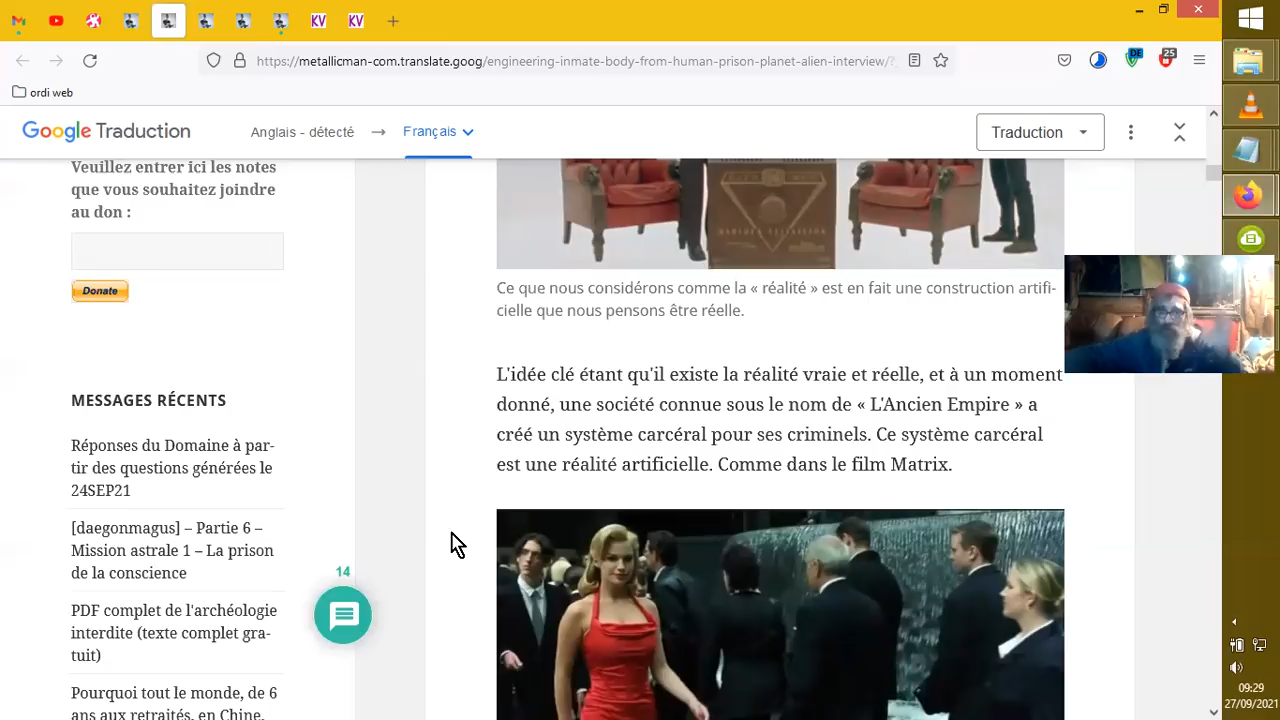 KV
KV
https://metallicman-com.translate.goog/engineering-inmate-body-from-human-prison-planet-alien-interview/?_
DE
25
ordi web
Google Traduction
Anglais - détecté → Français
Traduction
Veuillez entrer ici les notes
que vous souhaitez joindre
au don :
Donate
MESSAGES RÉCENTS
Réponses du Domaine à par-
tir des questions générées le
24SEP21
[daegonmagus] – Partie 6 –
Mission astrale 1 – La prison
de la conscience
PDF complet de l'archéologie
interdite (texte complet gra-
tuit)
Pourquoi tout le monde, de 6
ans aux retraités, en Chine,
14
Ce que nous considérons comme la « réalité » est en fait une construction artifi-
cielle que nous pensons être réelle.
L'idée clé étant qu'il existe la réalité vraie et réelle, et à un moment
donné, une société connue sous le nom de « L'Ancien Empire » a
créé un système carcéral pour ses criminels. Ce système carcéral
est une réalité artificielle. Comme dans le film Matrix.
09:29
27/09/2021